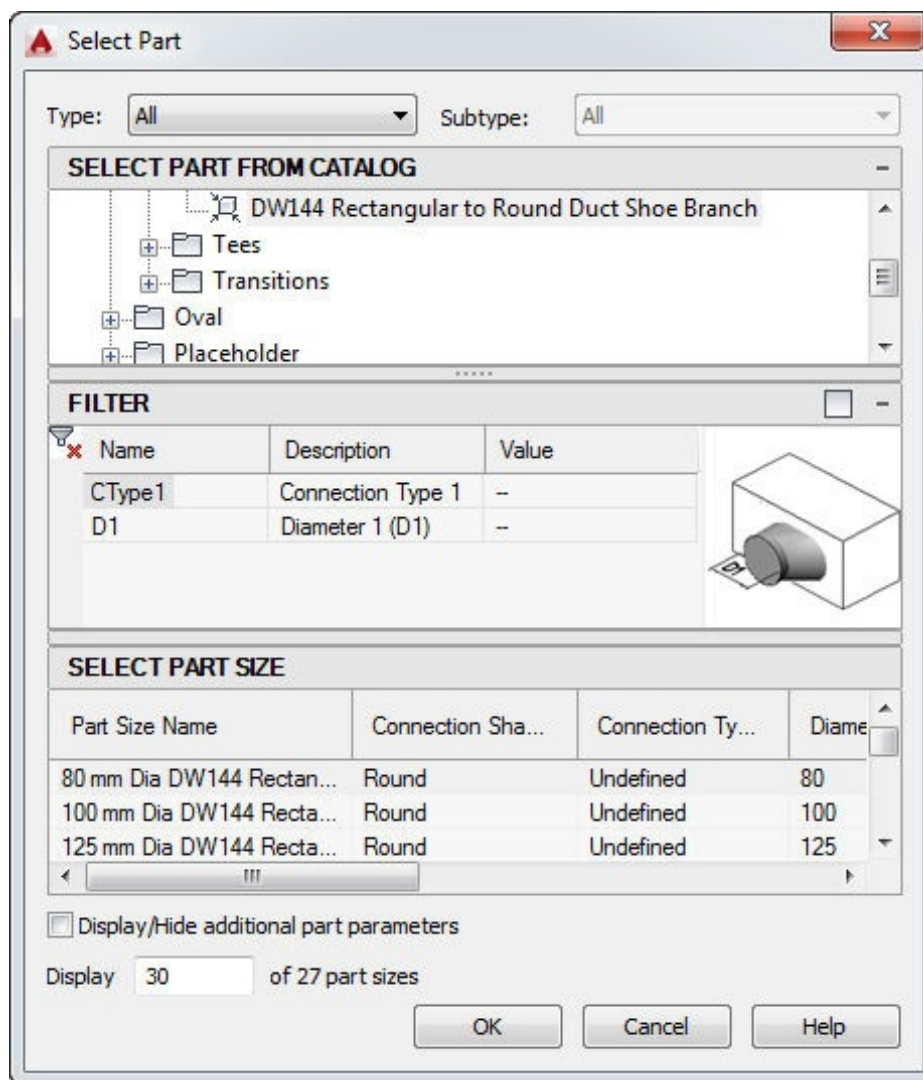 Select Part
Type: All Subtype: All
SELECT PART FROM CATALOG
DW144 Rectangular to Round Duct Shoe Branch
Tees
Transitions
Oval
Placeholder
FILTER
Name Description Value
CType1 Connection Type 1 --
D1 Diameter 1 (D1) --
D1
SELECT PART SIZE
Part Size Name Connection Sha... Connection Ty... Diame
80 mm Dia DW144 Rectan... Round Undefined 80
100 mm Dia DW144 Recta... Round Undefined 100
125 mm Dia DW144 Recta... Round Undefined 125
Display/Hide additional part parameters
Display 30 of 27 part sizes
OK Cancel Help